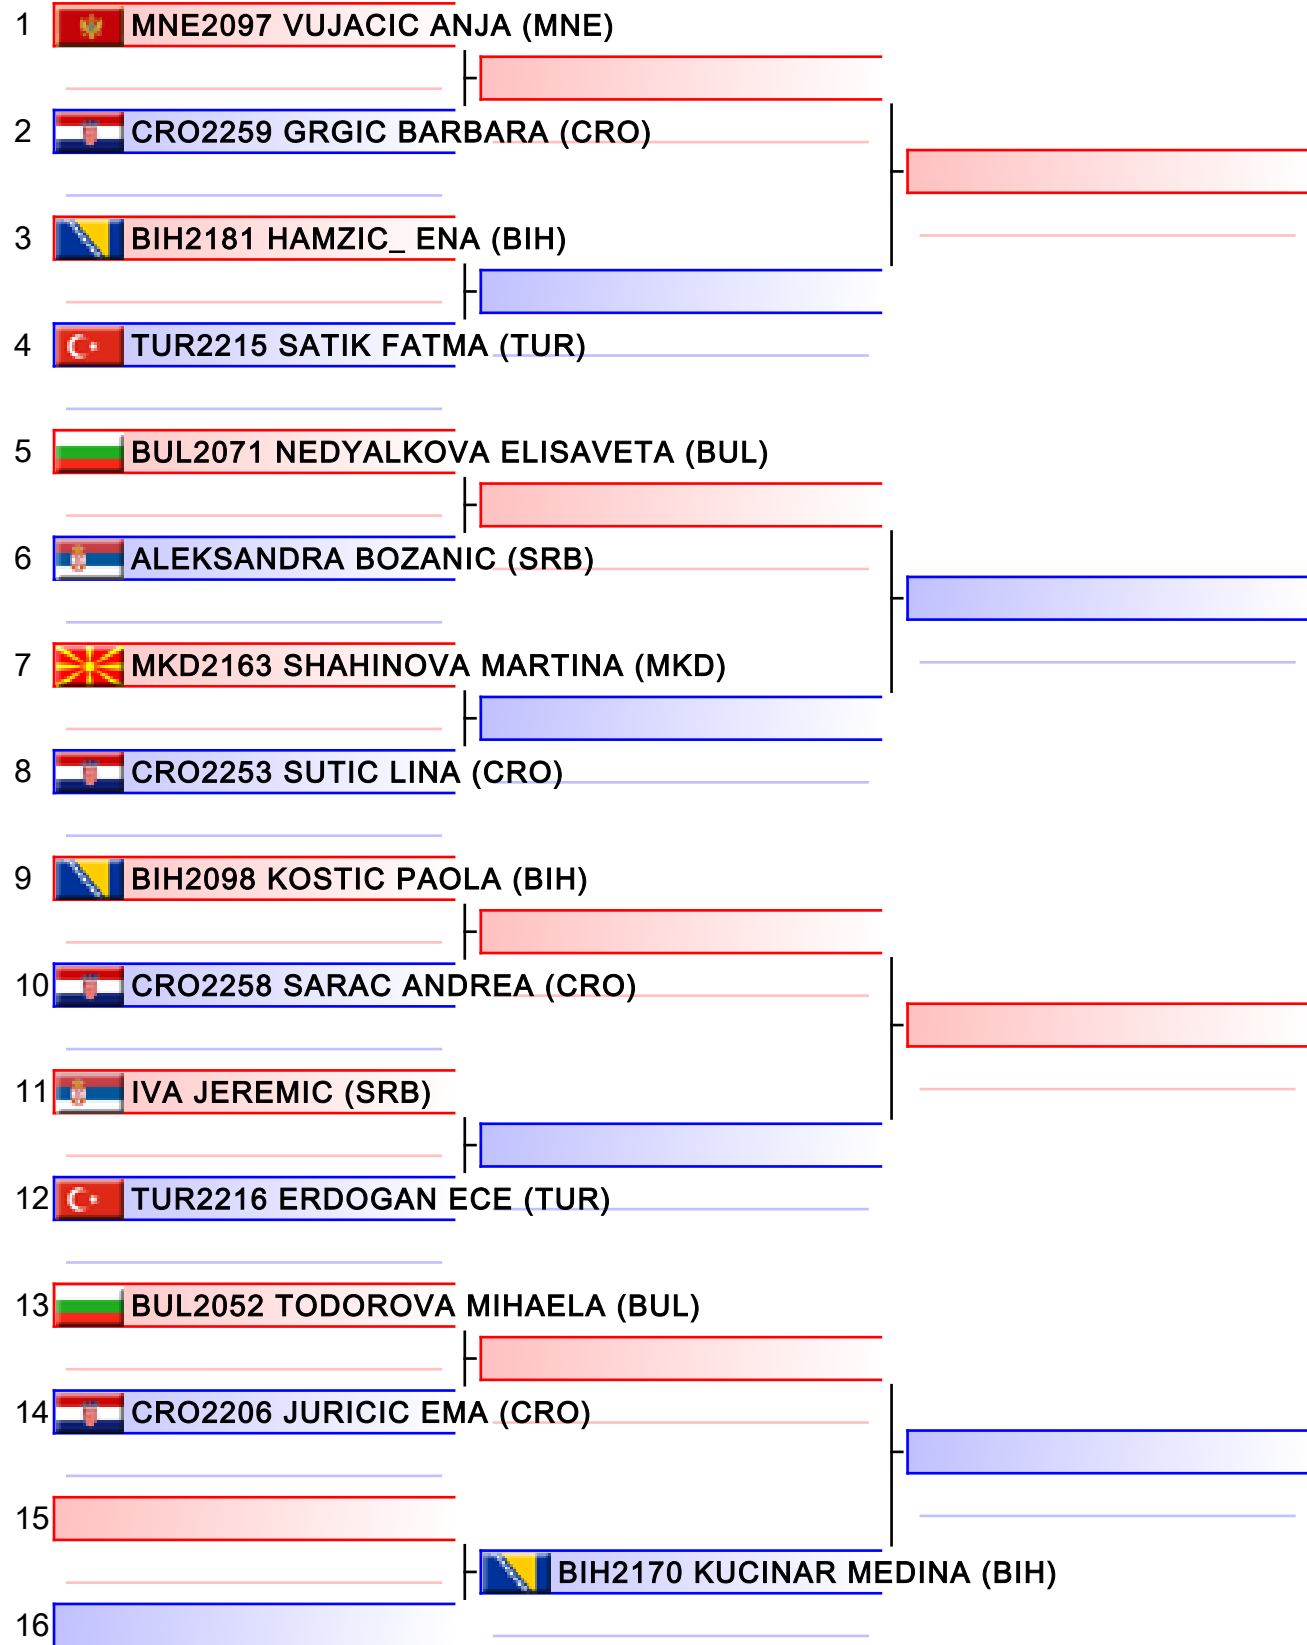 1 MNE2097 VUJACIC ANJA (MNE)
2 CRO2259 GRGIC BARBARA (CRO)
3 BIH2181 HAMZIC_ ENA (BIH)
4 TUR2215 SATIK FATMA (TUR)
5 BUL2071 NEDYALKOVA ELISAVETA (BUL)
6 ALEKSANDRA BOZANIC (SRB)
7 MKD2163 SHAHINOVA MARTINA (MKD)
8 CRO2253 SUTIC LINA (CRO)
9 BIH2098 KOSTIC PAOLA (BIH)
10 CRO2258 SARAC ANDREA (CRO)
11 IVA JEREMIC (SRB)
12 TUR2216 ERDOGAN ECE (TUR)
13 BUL2052 TODOROVA MIHAELA (BUL)
14 CRO2206 JURICIC EMA (CRO)
15
BIH2170 KUCINAR MEDINA (BIH)
16